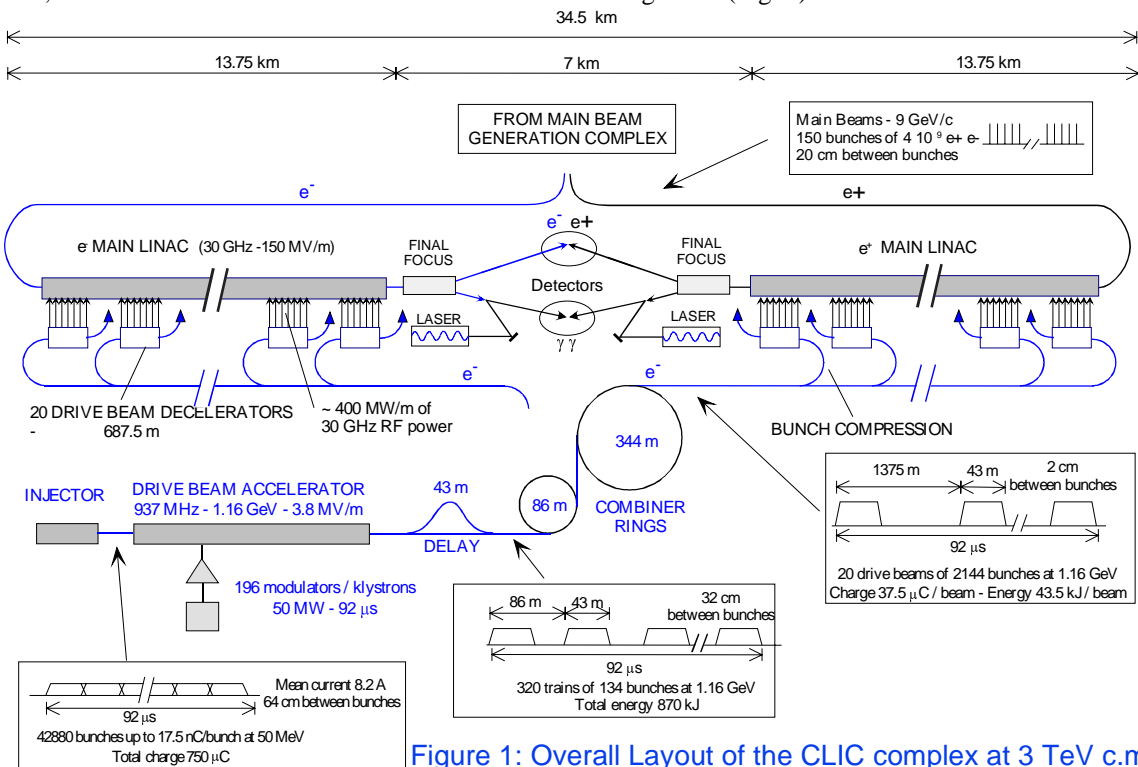 34.5 km
13.75 km
7 km
13.75 km
FROM MAIN BEAM
GENERATION COMPLEX
Main Beams - 9 GeV/c
150 bunches of 4 10 9 e+ e-
20 cm between bunches
e-
e+
e- e+
e- MAIN LINAC (30 GHz -150 MV/m)
FINAL
FOCUS
FINAL
FOCUS
e+ MAIN LINAC
Detectors
LASER
LASER
γ γ
e-
e-
20 DRIVE BEAM DECELERATORS
-
687.5 m
~ 400 MW/m of
30 GHz RF power
BUNCH COMPRESSION
344 m
86 m
COMBINER
RINGS
INJECTOR
DRIVE BEAM ACCELERATOR
937 MHz - 1.16 GeV - 3.8 MV/m
43 m
DELAY
196 modulators / klystrons
50 MW - 92 μs
1375 m
43 m
2 cm
between bunches
92 μs
20 drive beams of 2144 bunches at 1.16 GeV
Charge 37.5 μC / beam - Energy 43.5 kJ / beam
86 m
43 m
32 cm
between bunches
92 μs
320 trains of 134 bunches at 1.16 GeV
Total energy 870 kJ
Mean current 8.2 A
64 cm between bunches
92 μs
42880 bunches up to 17.5 nC/bunch at 50 MeV
Total charge 750 μC
Figure 1: Overall Layout of the CLIC complex at 3 TeV c.m